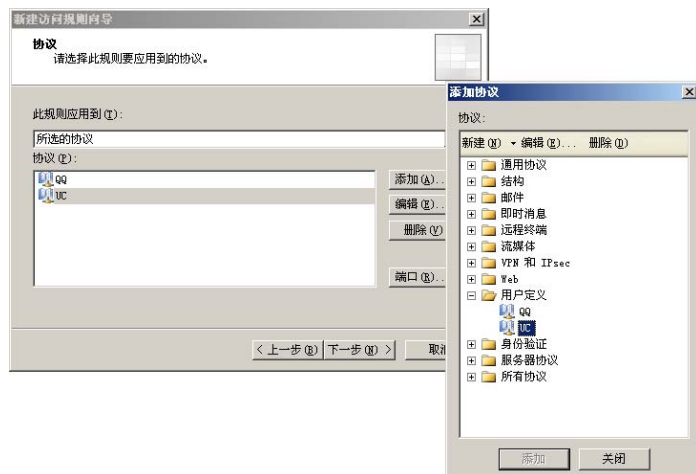 新建访问规则向导
协议
请选择此规则要应用到的协议。
此规则应用到(T):
所选的协议
协议(P):
QQ
UC
添加(A)..
编辑(E)..
删除(V)
端口(R)..
<上一步(B) 下一步(N)>
添加协议
协议:
新建(N) 编辑(E)... 删除(D)
通用协议
结构
邮件
即时消息
远程终端
流媒体
VPN 和 IPsec
Web
用户定义
QQ
UC
身份验证
服务器协议
所有协议
添加 关闭